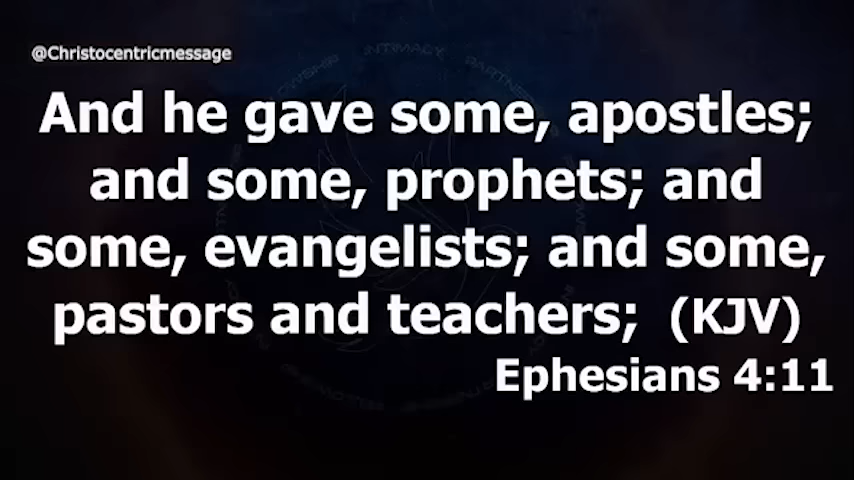 @Christocentricmessage
And he gave some, apostles;
and some, prophets; and
some, evangelists; and some,
pastors and teachers; (KJV)
Ephesians 4:11
INTIMACY